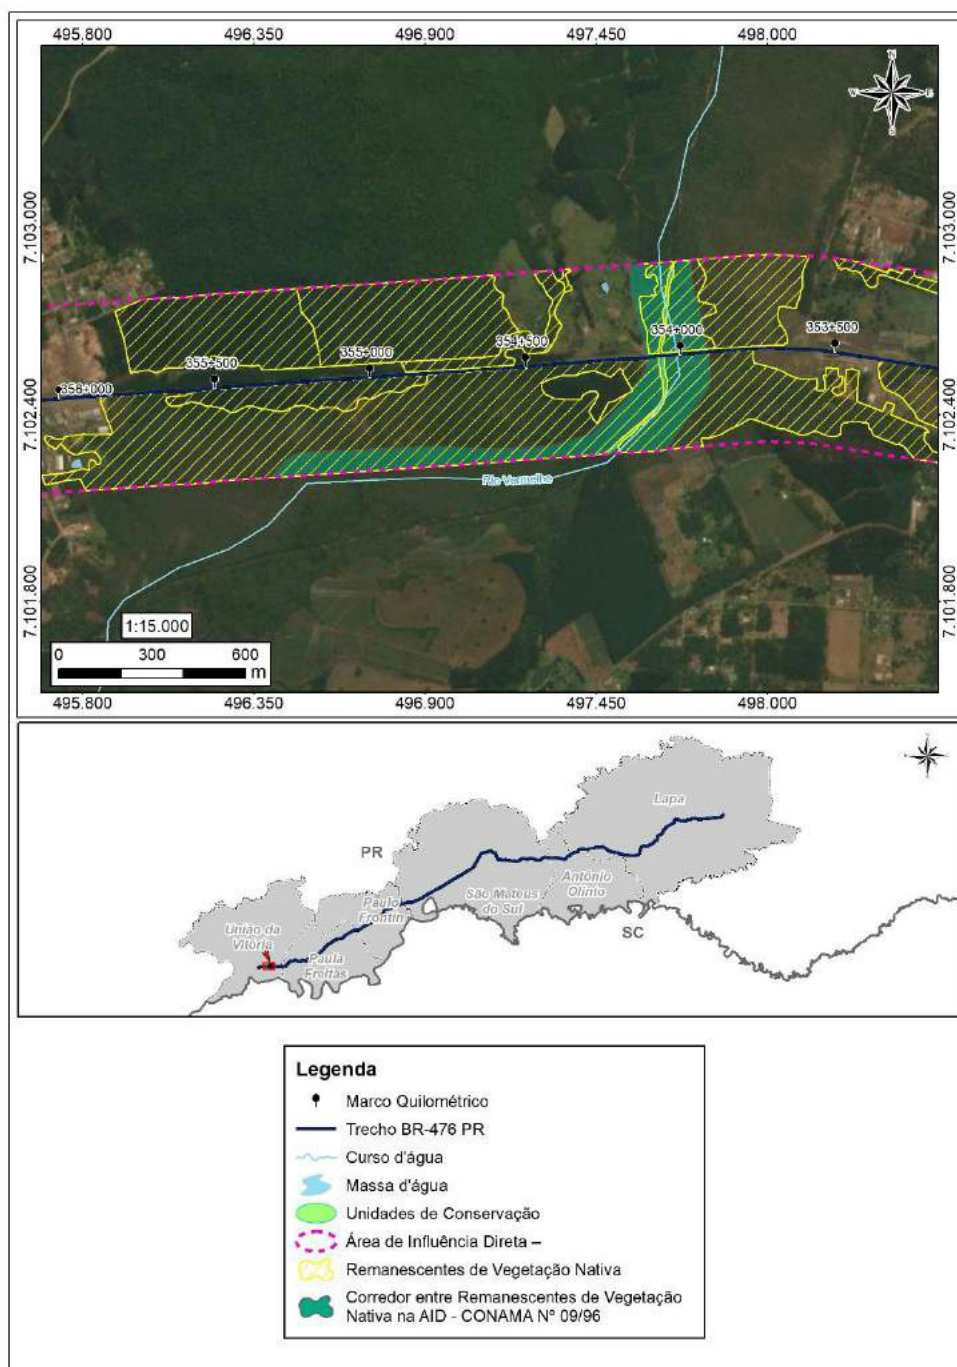 495.800 496.350 496.900 497.450 498.000
N
W E
S
7.103.000 7.103.000
354+000 353+500
354+500
355+000
355+500
356+000
7.102.400 7.102.400
Rio Vermelho
7.101.800 7.101.800
1:15.000
0 300 600
m
495.800 496.350 496.900 497.450 498.000
Lapa
PR
Antônio
Olinto
São Mateus
do Sul
Paulo
Frontin
SC
União da
Vitória
Paula
Freitas
Legenda
Marco Quilométrico
Trecho BR-476 PR
Curso d'água
Massa d'água
Unidades de Conservação
Área de Influência Direta –
Remanescentes de Vegetação Nativa
Corredor entre Remanescentes de Vegetação
Nativa na AID - CONAMA Nº 09/96